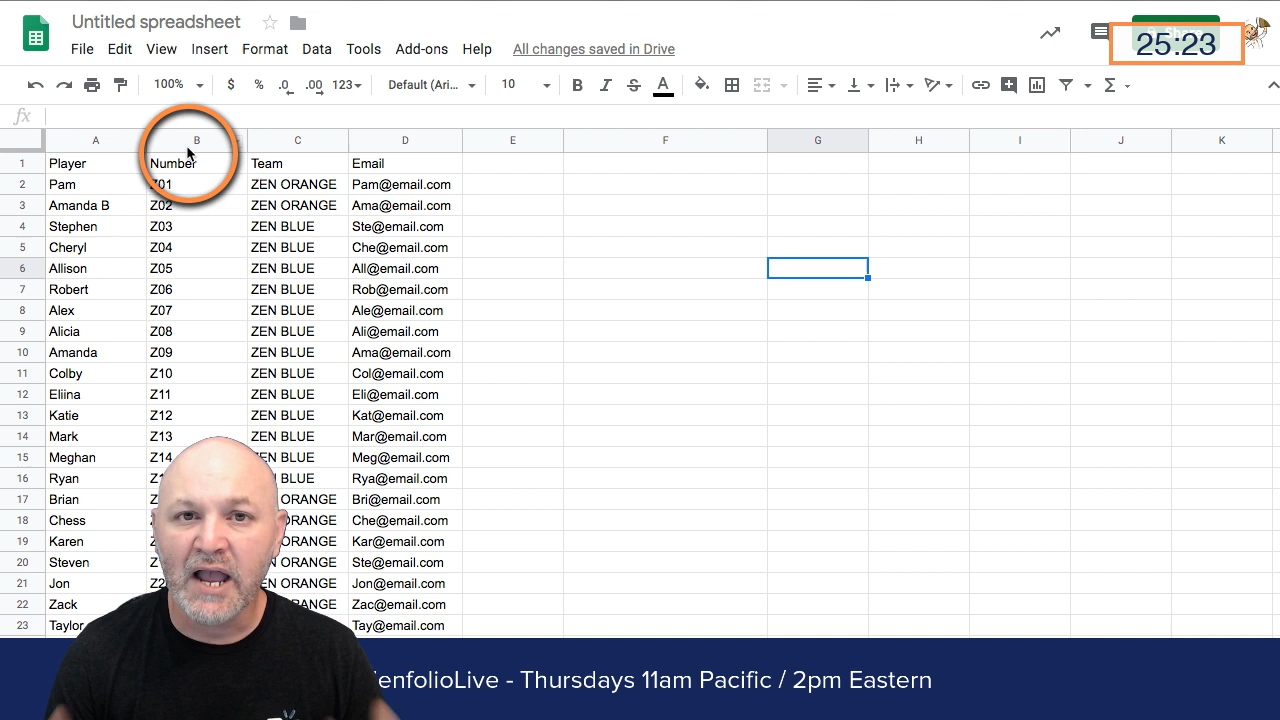 Untitled spreadsheet
File Edit View Insert Format Data Tools Add-ons Help All changes saved in Drive
25:23
100% $ % .0 .00 123 Default (Ari... 10 B I S A Σ
fx
A B C D E F G H I J K
1 Player Number Team Email
2 Pam Z01 ZEN ORANGE Pam@email.com
3 Amanda B Z02 ZEN ORANGE Ama@email.com
4 Stephen Z03 ZEN BLUE Ste@email.com
5 Cheryl Z04 ZEN BLUE Che@email.com
6 Allison Z05 ZEN BLUE All@email.com
7 Robert Z06 ZEN BLUE Rob@email.com
8 Alex Z07 ZEN BLUE Ale@email.com
9 Alicia Z08 ZEN BLUE Ali@email.com
10 Amanda Z09 ZEN BLUE Ama@email.com
11 Colby Z10 ZEN BLUE Col@email.com
12 Eliina Z11 ZEN BLUE Eli@email.com
13 Katie Z12 ZEN BLUE Kat@email.com
14 Mark Z13 ZEN BLUE Mar@email.com
15 Meghan Z14 ZEN BLUE Meg@email.com
16 Ryan BLUE Rya@email.com
17 Brian ORANGE Bri@email.com
18 Chess ORANGE Che@email.com
19 Karen ORANGE Kar@email.com
20 Steven ORANGE Ste@email.com
21 Jon ORANGE Jon@email.com
22 Zack Zac@email.com
23 Taylor Tay@email.com
enfolioLive - Thursdays 11am Pacific / 2pm Eastern